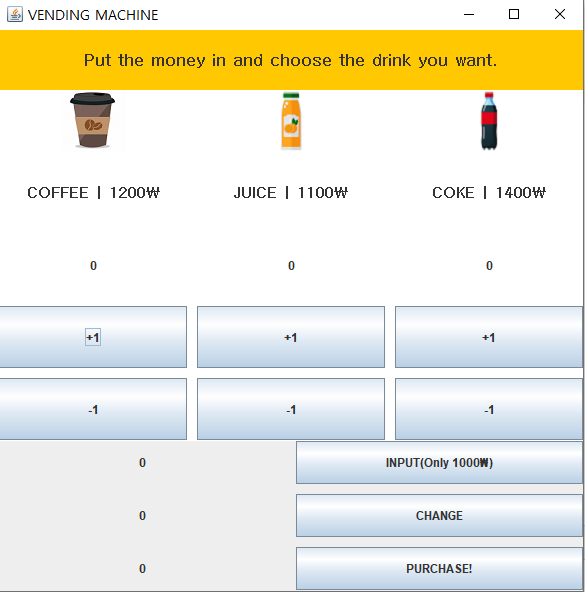 VENDING MACHINE
Put the money in and choose the drink you want.
COFFEE | 1200₩ JUICE | 1100₩ COKE | 1400₩
0 0 0
+1 +1 +1
-1 -1 -1
0 INPUT(Only 1000₩)
0 CHANGE
0 PURCHASE!